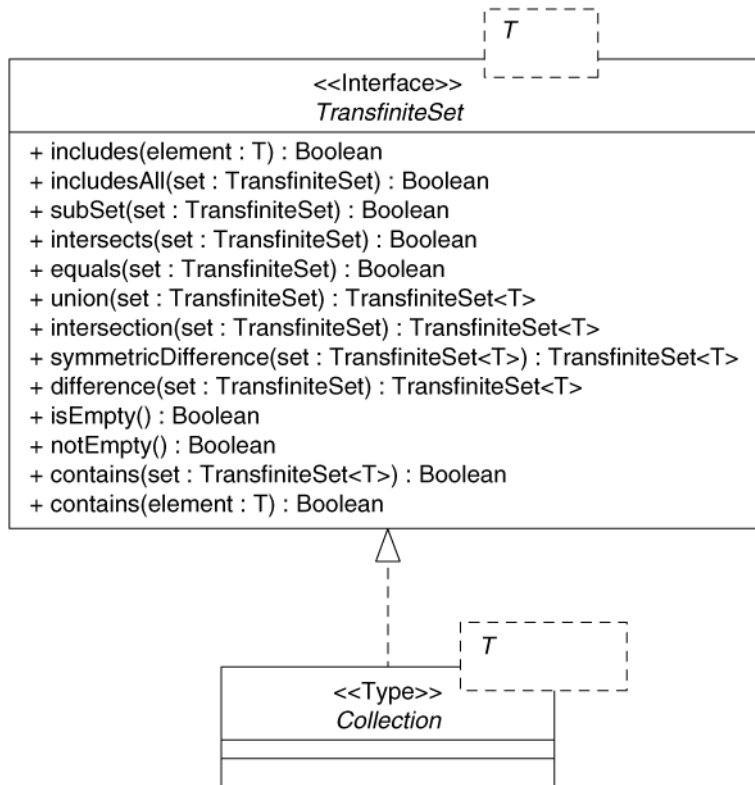 T
<<Interface>>
TransfiniteSet
+ includes(element : T) : Boolean
+ includesAll(set : TransfiniteSet) : Boolean
+ subSet(set : TransfiniteSet) : Boolean
+ intersects(set : TransfiniteSet) : Boolean
+ equals(set : TransfiniteSet) : Boolean
+ union(set : TransfiniteSet) : TransfiniteSet<T>
+ intersection(set : TransfiniteSet) : TransfiniteSet<T>
+ symmetricDifference(set : TransfiniteSet<T>) : TransfiniteSet<T>
+ difference(set : TransfiniteSet) : TransfiniteSet<T>
+ isEmpty() : Boolean
+ notEmpty() : Boolean
+ contains(set : TransfiniteSet<T>) : Boolean
+ contains(element : T) : Boolean
T
<<Type>>
Collection